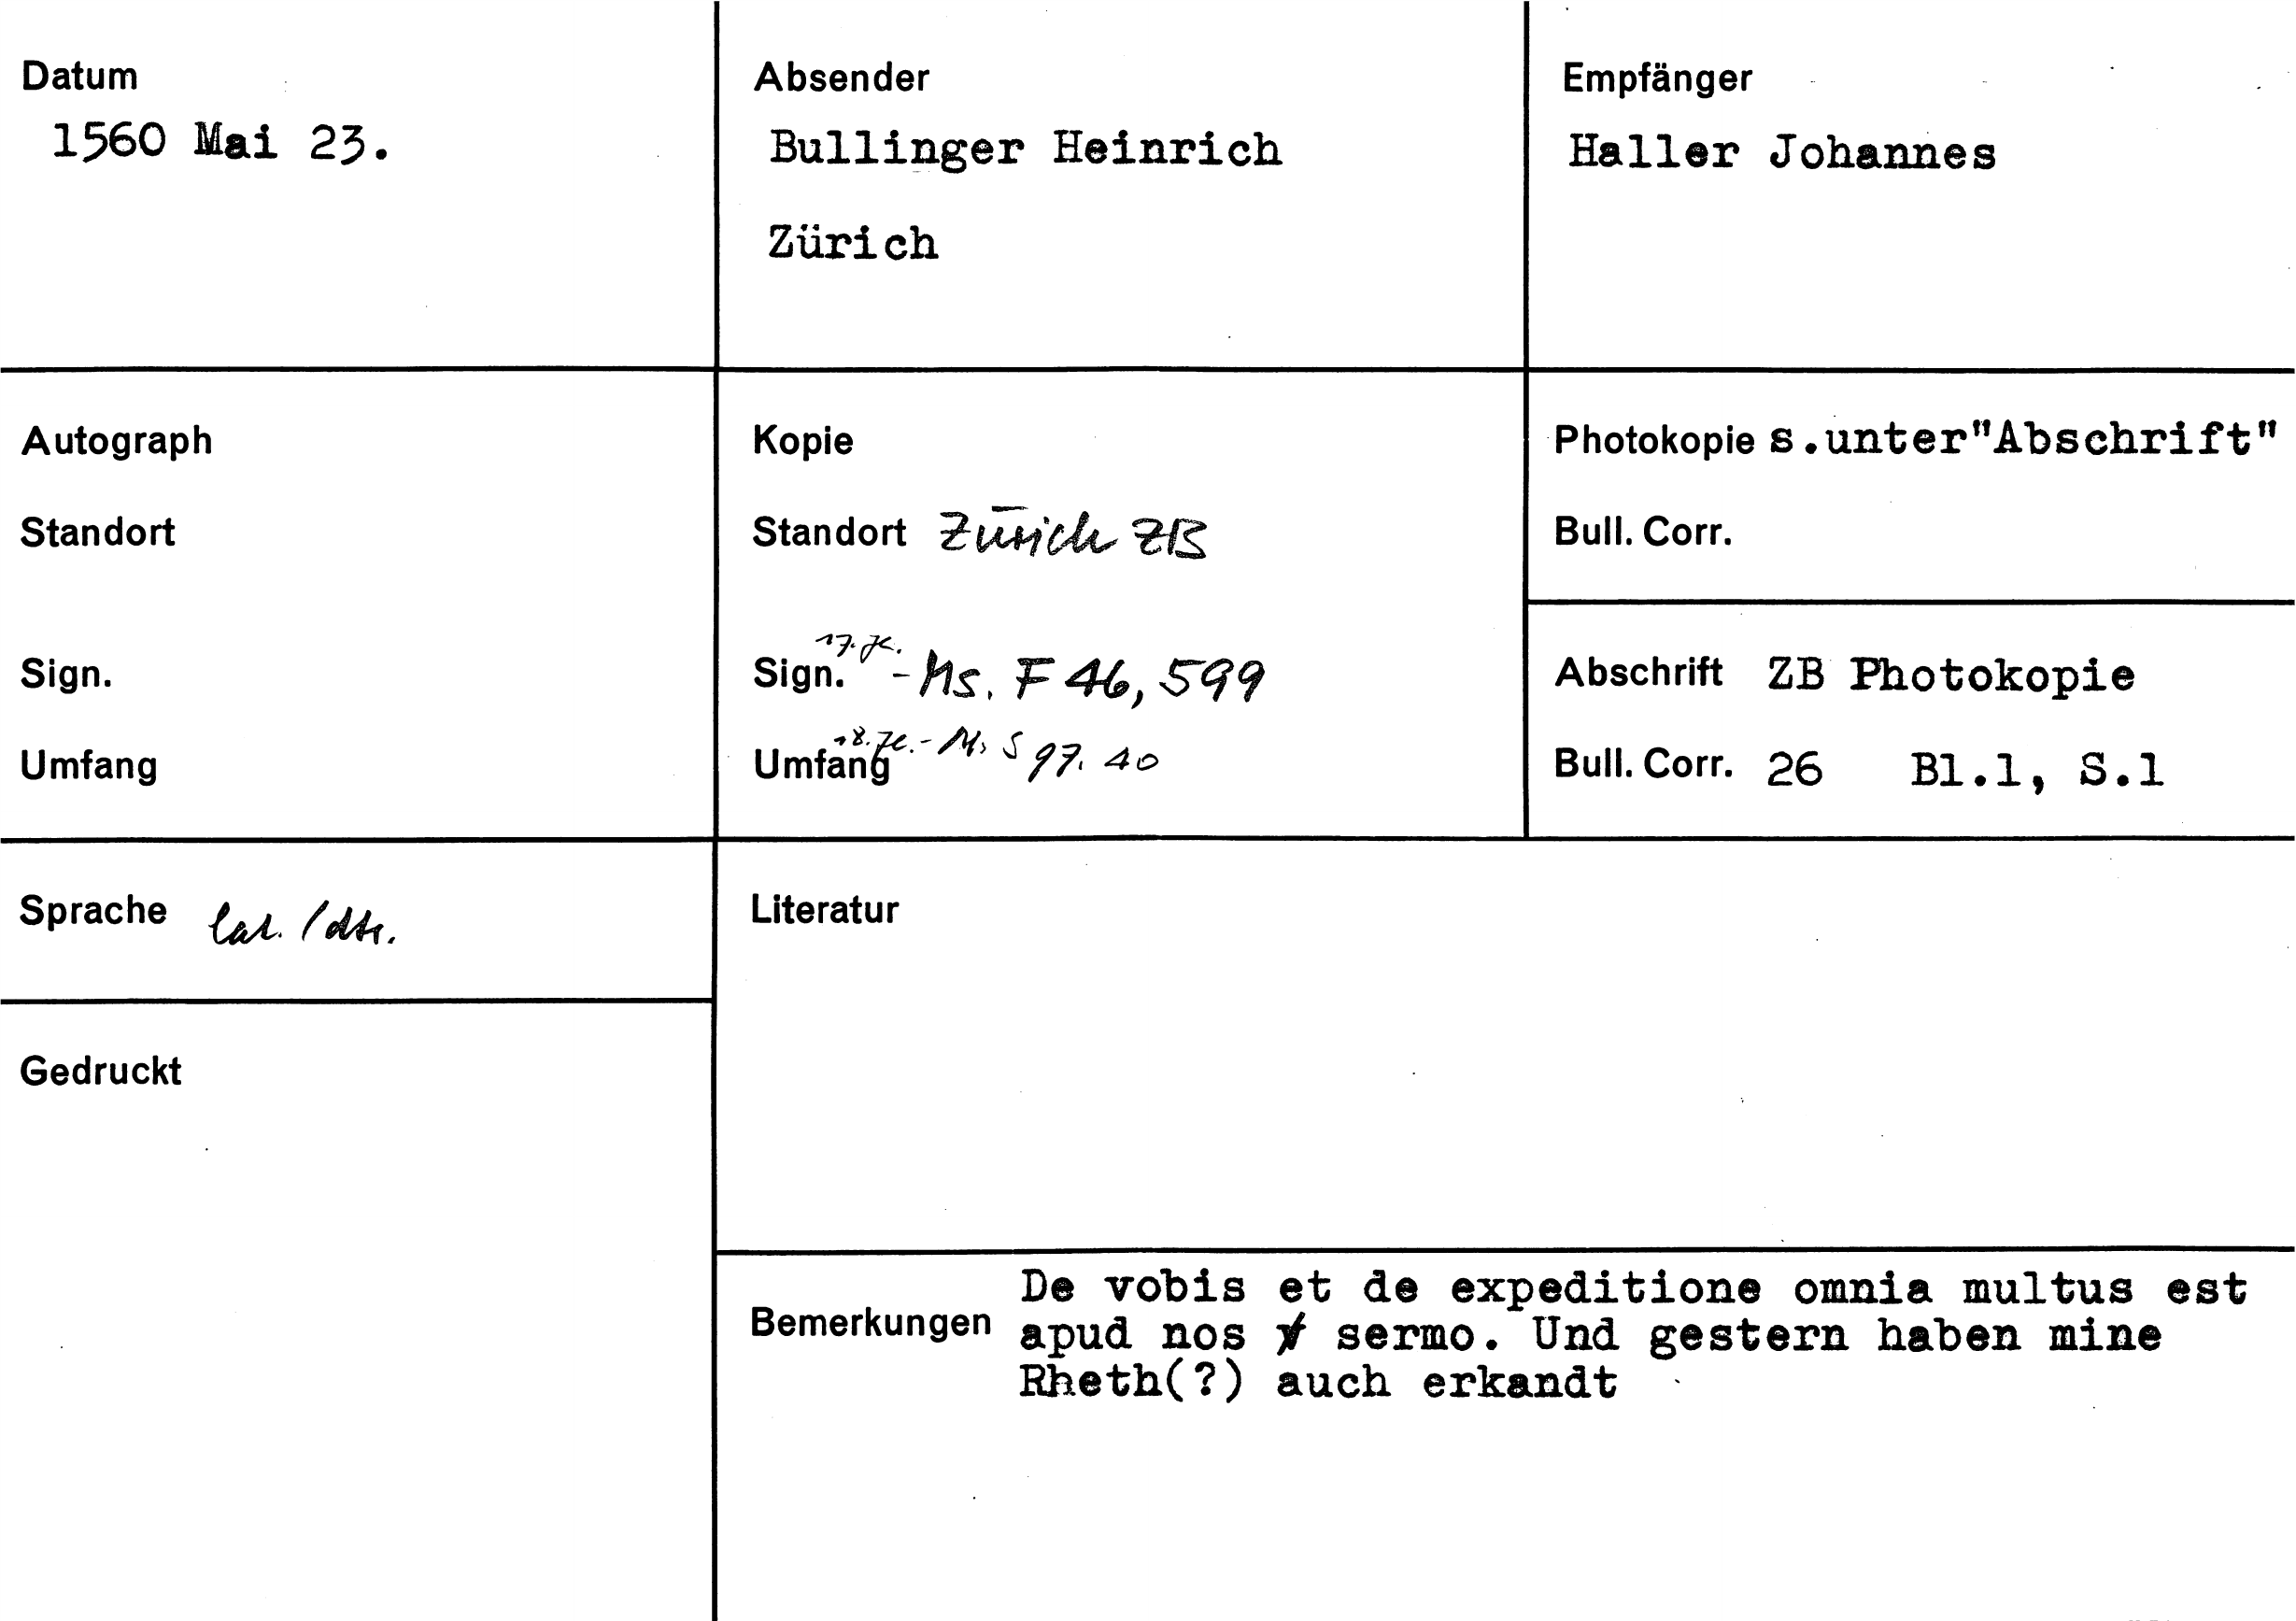 Datum
1560 Mai 23.
Absender
Bullinger Heinrich
Zürich
Empfänger
Haller Johannes
Autograph
Standort
Sign.
Umfang
Kopie
Standort Zürich ZB
Sign. 17. Jh. - Ms. F 46, 599
Umfang 18. Jh. - Ms S 97. 40
Photokopie s.unter"Abschrift"
Bull. Corr.
Abschrift ZB Photokopie
Bull. Corr. 26 Bl.1, S.1
Sprache lat. /dt.
Gedruckt
Literatur
Bemerkungen
De vobis et de expeditione omnia multus est
apud nos sermo. Und gestern haben mine
Rheth(?) auch erkandt